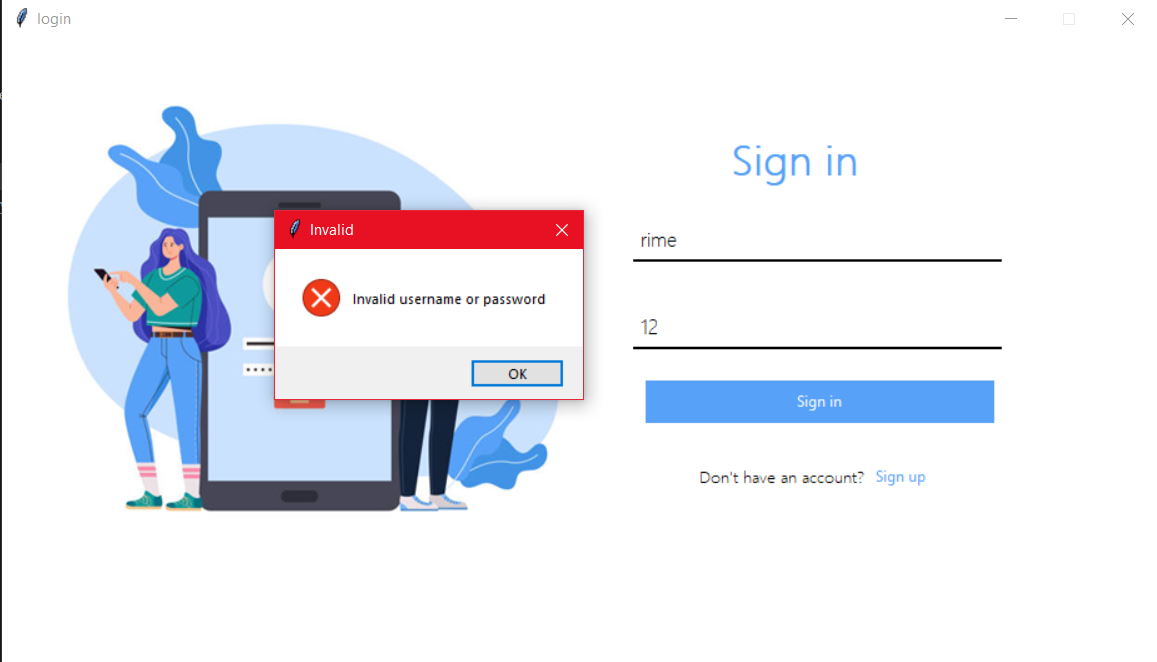 login
Sign in
Invalid
rime
Invalid username or password
12
OK
Sign in
Don't have an account? Sign up